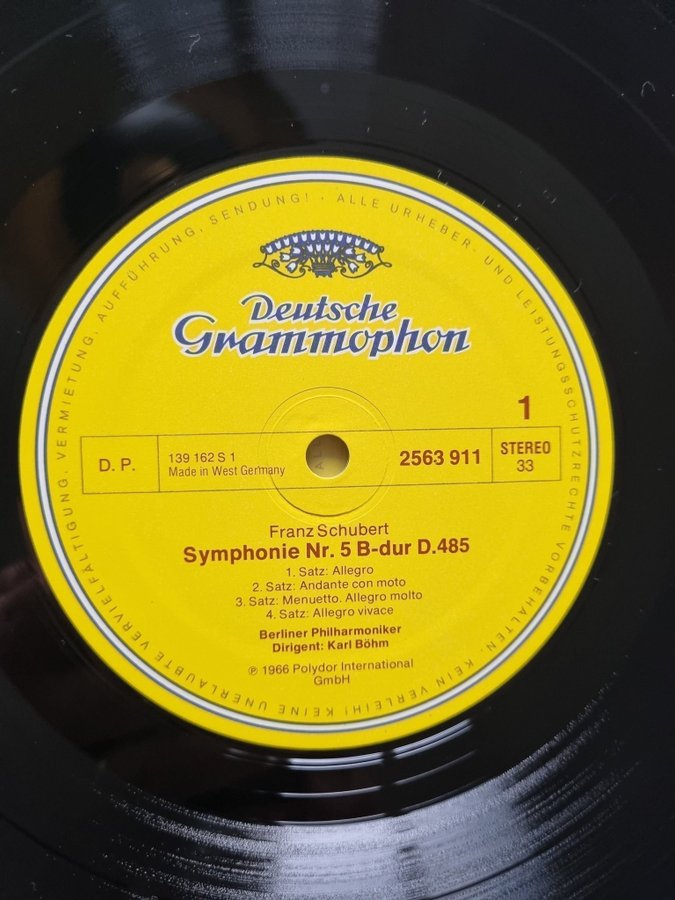 ALLE URHEBER- UND LEISTUNGSSCHUTZRECHTE VORBEHALTEN. KEIN VERLEIH! KEINE UNERLAUBTE VERVIELFÄLTIGUNG, VERMIETUNG, AUFFÜHRUNG, SENDUNG! ·
Deutsche
Grammophon
1
D. P.
139 162 S 1
Made in West Germany
2563 911
STEREO
33
Franz Schubert
Symphonie Nr. 5 B-dur D.485
1. Satz: Allegro
2. Satz: Andante con moto
3. Satz: Menuetto. Allegro molto
4. Satz: Allegro vivace
Berliner Philharmoniker
Dirigent: Karl Böhm
℗ 1966 Polydor International
GmbH